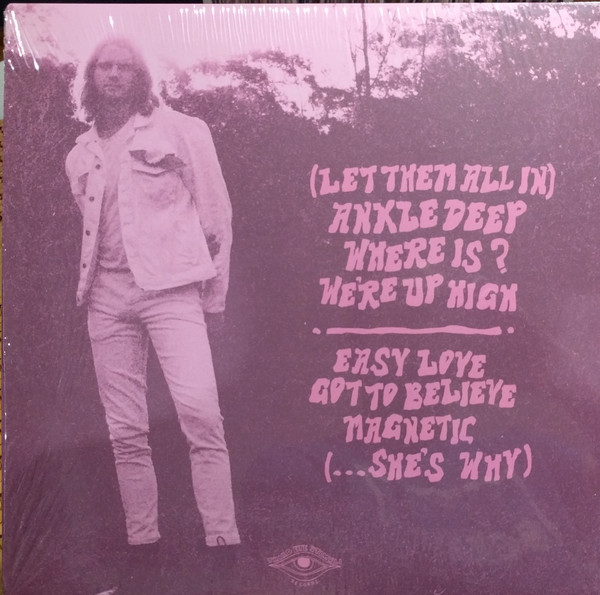 (LET THEM ALL IN)
ANKLE DEEP
WHERE IS?
WE'RE UP HIGH
EASY LOVE
GOT TO BELIEVE
MAGNETIC
(...SHE'S WHY)
RECORDS